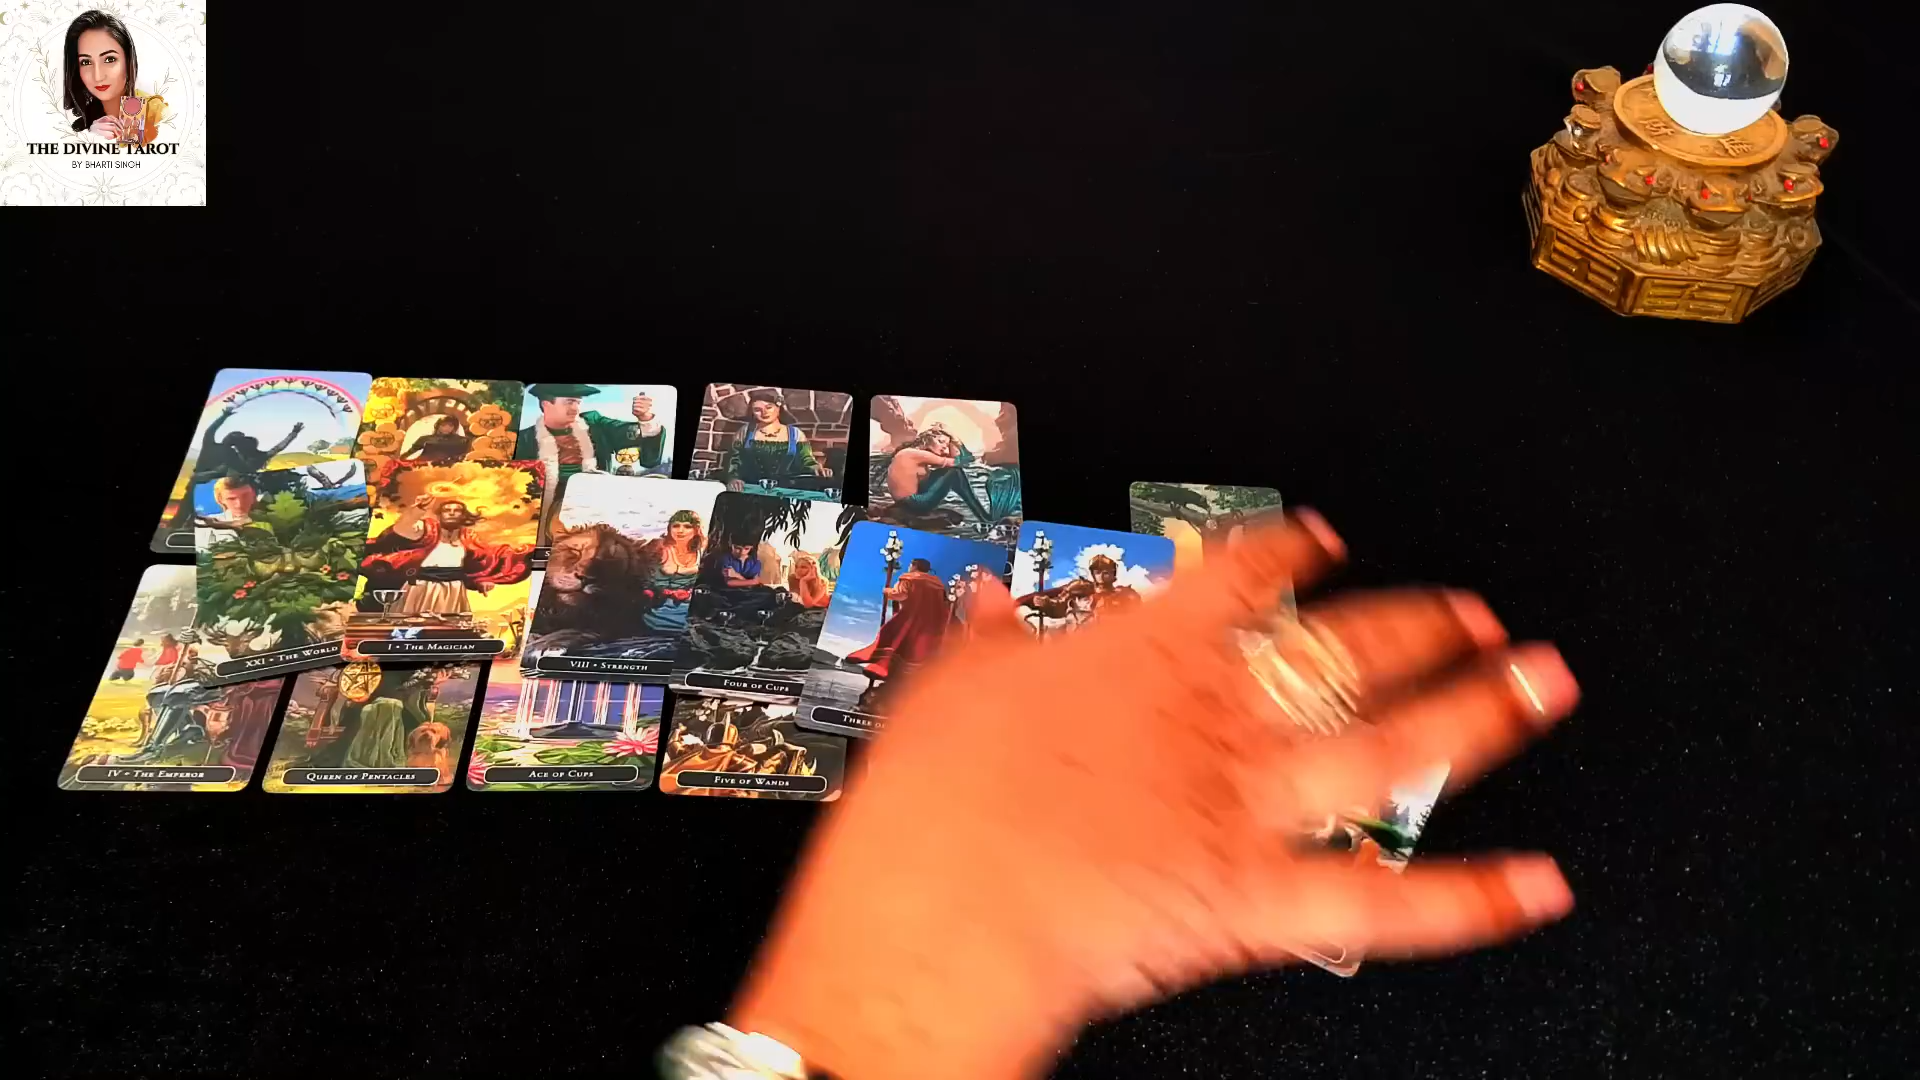 THE DIVINE TAROT
BY BHARTI SINGH
XXI • THE WORLD
I • THE MAGICIAN
VIII • STRENGTH
FOUR OF CUPS
THREE
IV • THE EMPEROR
QUEEN OF PENTACLES
ACE OF CUPS
FIVE OF WANDS